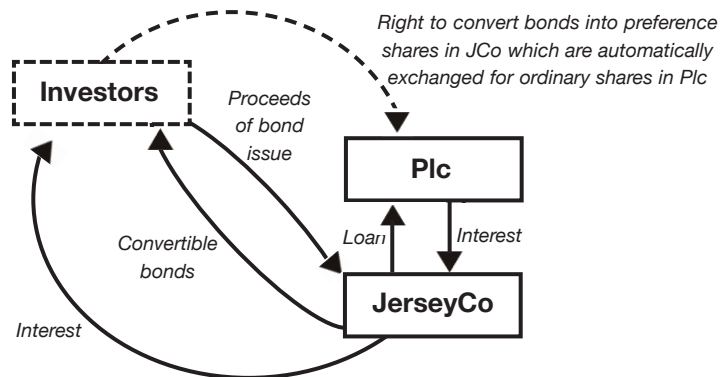 Right to convert bonds into preference
shares in JCo which are automatically
exchanged for ordinary shares in Plc
Investors
Proceeds
of bond
issue
Plc
Convertible
bonds
Loan
Interest
JerseyCo
Interest